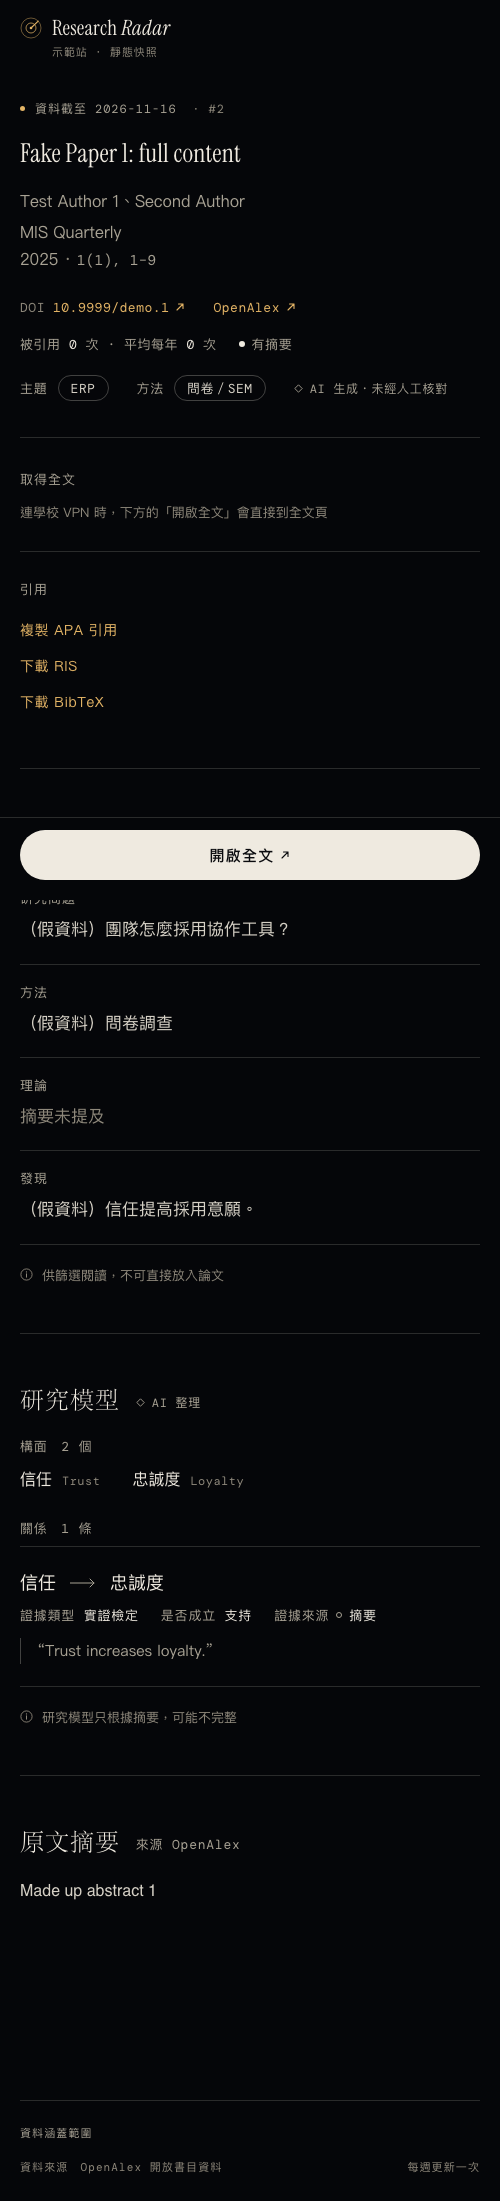 Research Radar
示範站 · 靜態快照
資料截至 2026-11-16 · #2
Fake Paper 1: full content
Test Author 1、Second Author
MIS Quarterly
2025 · 1(1), 1–9
DOI 10.9999/demo.1 ↗ OpenAlex ↗
被引用 0 次 · 平均每年 0 次 有摘要
主題 ERP 方法 問卷 / SEM ◇ AI 生成·未經人工核對
取得全文
連學校 VPN 時，下方的「開啟全文」會直接到全文頁
引用
複製 APA 引用
下載 RIS
下載 BibTeX
開啟全文 ↗
（假資料）團隊怎麼採用協作工具？
方法
（假資料）問卷調查
理論
摘要未提及
發現
（假資料）信任提高採用意願。
ⓘ 供篩選閱讀，不可直接放入論文
研究模型 ◇ AI 整理
構面 2 個
信任 Trust 忠誠度 Loyalty
關係 1 條
信任 → 忠誠度
證據類型 實證檢定 是否成立 支持 證據來源 ○ 摘要
“Trust increases loyalty.”
ⓘ 研究模型只根據摘要，可能不完整
原文摘要 來源 OpenAlex
Made up abstract 1
資料涵蓋範圍
資料來源 OpenAlex 開放書目資料 每週更新一次